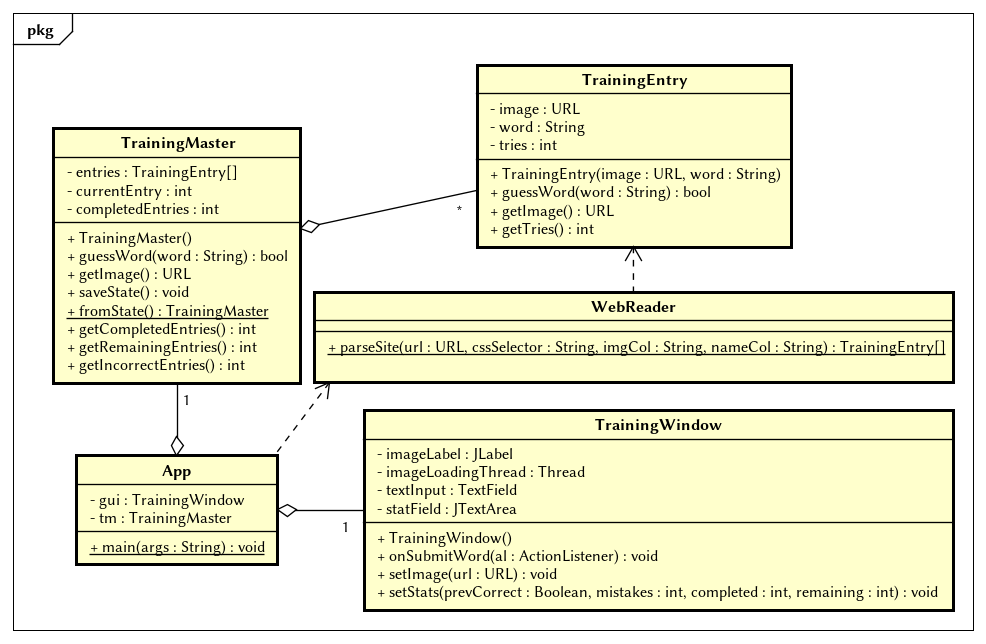 pkg
TrainingEntry
- image : URL
- word : String
- tries : int
+ TrainingEntry(image : URL, word : String)
+ guessWord(word : String) : bool
+ getImage() : URL
+ getTries() : int
TrainingMaster
- entries : TrainingEntry[]
- currentEntry : int
- completedEntries : int
+ TrainingMaster()
+ guessWord(word : String) : bool
+ getImage() : URL
+ saveState() : void
+ fromState() : TrainingMaster
+ getCompletedEntries() : int
+ getRemainingEntries() : int
+ getIncorrectEntries() : int
*
WebReader
+ parseSite(url : URL, cssSelector : String, imgCol : String, nameCol : String) : TrainingEntry[]
1
App
- gui : TrainingWindow
- tm : TrainingMaster
+ main(args : String) : void
1
TrainingWindow
- imageLabel : JLabel
- imageLoadingThread : Thread
- textInput : TextField
- statField : JTextArea
+ TrainingWindow()
+ onSubmitWord(al : ActionListener) : void
+ setImage(url : URL) : void
+ setStats(prevCorrect : Boolean, mistakes : int, completed : int, remaining : int) : void